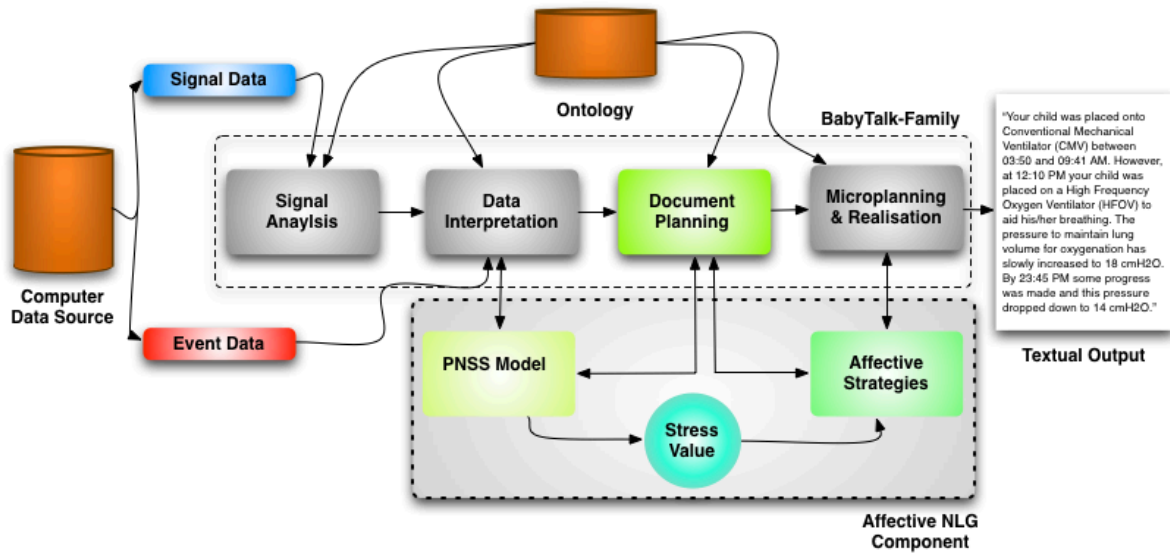 Signal Data
Ontology
BabyTalk-Family
Signal
Anaylsis
Data
Interpretation
Document
Planning
Microplanning
& Realisation
Computer
Data Source
Event Data
PNSS Model
Affective
Strategies
Stress
Value
Affective NLG
Component
“Your child was placed onto
Conventional Mechanical
Ventilator (CMV) between
03:50 and 09:41 AM. However,
at 12:10 PM your child was
placed on a High Frequency
Oxygen Ventilator (HFOV) to
aid his/her breathing. The
pressure to maintain lung
volume for oxygenation has
slowly increased to 18 cmH2O.
By 23:45 PM some progress
was made and this pressure
dropped down to 14 cmH2O.”
Textual Output